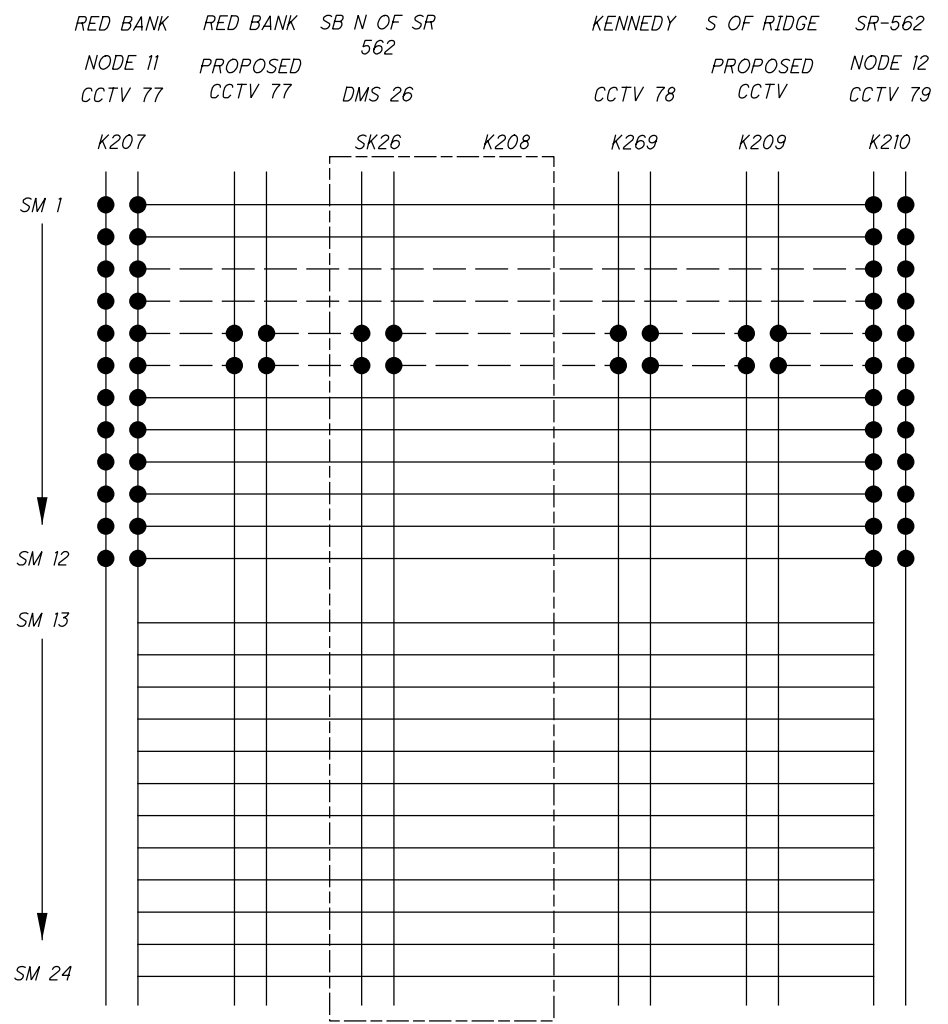 RED BANK
NODE 11
CCTV 77
K207
RED BANK
PROPOSED
CCTV 77
SB N OF SR
562
DMS 26
SK26
K208
KENNEDY
CCTV 78
K269
S OF RIDGE
PROPOSED
CCTV
K209
SR-562
NODE 12
CCTV 79
K210
SM 1
SM 12
SM 13
SM 24